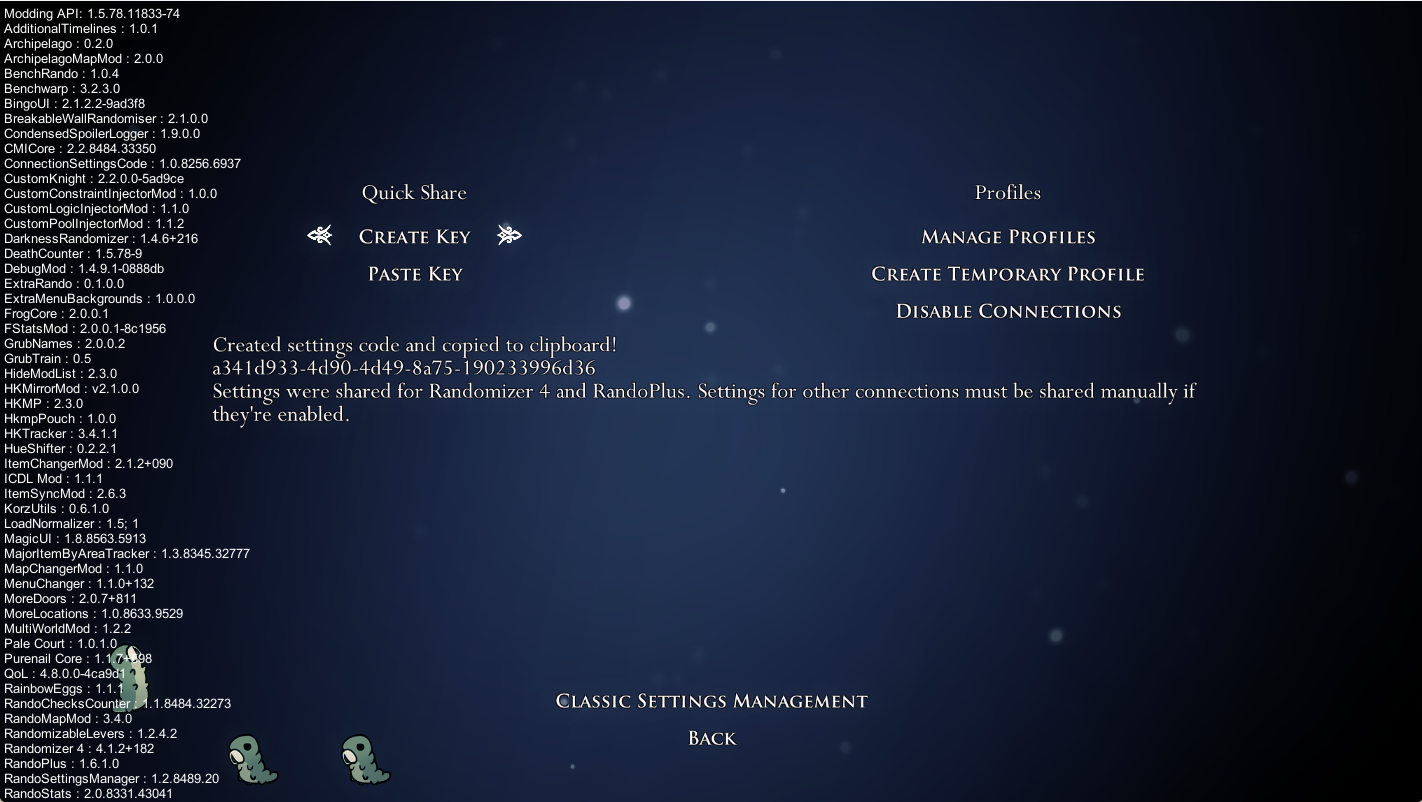 Modding API: 1.5.78.11833-74
AdditionalTimelines : 1.0.1
Archipelago : 0.2.0
ArchipelagoMapMod : 2.0.0
BenchRando : 1.0.4
Benchwarp : 3.2.3.0
BingoUI : 2.1.2.2-9ad3f8
BreakableWallRandomiser : 2.1.0.0
CondensedSpoilerLogger : 1.9.0.0
CMICore : 2.2.8484.33350
ConnectionSettingsCode : 1.0.8256.6937
CustomKnight : 2.2.0.0-5ad9ce
CustomConstraintInjectorMod : 1.0.0
CustomLogicInjectorMod : 1.1.0
CustomPoolInjectorMod : 1.1.2
DarknessRandomizer : 1.4.6+216
DeathCounter : 1.5.78-9
DebugMod : 1.4.9.1-0888db
ExtraRando : 0.1.0.0
ExtraMenuBackgrounds : 1.0.0.0
FrogCore : 2.0.0.1
FStatsMod : 2.0.0.1-8c1956
GrubNames : 2.0.0.2
GrubTrain : 0.5
HideModList : 2.3.0
HKMirrorMod : v2.1.0.0
HKMP : 2.3.0
HkmpPouch : 1.0.0
HKTracker : 3.4.1.1
HueShifter : 0.2.2.1
ItemChangerMod : 2.1.2+090
ICDL Mod : 1.1.1
ItemSyncMod : 2.6.3
KorzUtils : 0.6.1.0
LoadNormalizer : 1.5; 1
MagicUI : 1.8.8563.5913
MajorItemByAreaTracker : 1.3.8345.32777
MapChangerMod : 1.1.0
MenuChanger : 1.1.0+132
MoreDoors : 2.0.7+811
MoreLocations : 1.0.8633.9529
MultiWorldMod : 1.2.2
Pale Court : 1.0.1.0
Purenail Core :
QoL : 4.8.0.0-4ca9d1
RainbowEggs : 1.1.1
RandoChecksCounter : 1.1.8484.32273
RandoMapMod : 3.4.0
RandomizableLevers : 1.2.4.2
Randomizer 4 : 4.1.2+182
RandoPlus : 1.6.1.0
RandoSettingsManager : 1.2.8489.20
RandoStats : 2.0.8331.43041
Quick Share
CREATE KEY
PASTE KEY
Profiles
MANAGE PROFILES
CREATE TEMPORARY PROFILE
DISABLE CONNECTIONS
Created settings code and copied to clipboard!
a341d933-4d90-4d49-8a75-190233996d36
Settings were shared for Randomizer 4 and RandoPlus. Settings for other connections must be shared manually if
they're enabled.
CLASSIC SETTINGS MANAGEMENT
BACK